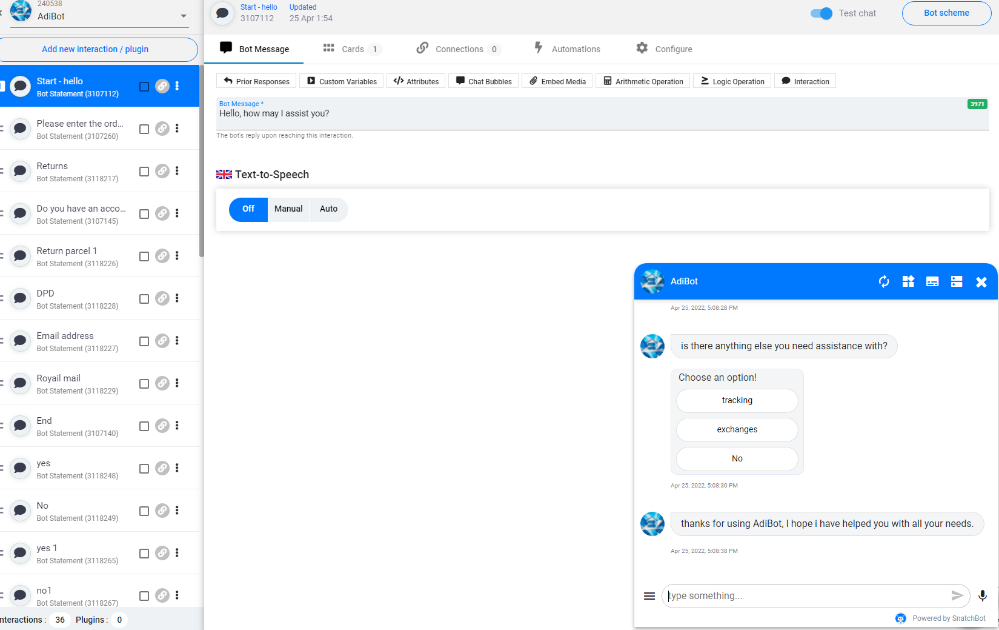 240538
AdiBot
Add new interaction / plugin
Start - hello
Bot Statement (3107112)
Please enter the ord...
Bot Statement (3107260)
Returns
Bot Statement (3118217)
Do you have an acco...
Bot Statement (3107145)
Return parcel 1
Bot Statement (3118226)
DPD
Bot Statement (3118228)
Email address
Bot Statement (3118227)
Royail mail
Bot Statement (3118229)
End
Bot Statement (3107140)
yes
Bot Statement (3118248)
No
Bot Statement (3118249)
yes 1
Bot Statement (3118265)
no1
Bot Statement (3118267)
nteractions : 36 Plugins : 0
Start - hello Updated
3107112 25 Apr 1:54
Test chat
Bot scheme
Bot Message Cards 1 Connections 0 Automations Configure
Prior Responses Custom Variables Attributes Chat Bubbles Embed Media Arithmetic Operation Logic Operation Interaction
Bot Message *
3971
Hello, how may I assist you?
The bot's reply upon reaching this interaction.
Text-to-Speech
Off Manual Auto
AdiBot
Apr 25, 2022, 5:08:28 PM
is there anything else you need assistance with?
Choose an option!
tracking
exchanges
No
Apr 25, 2022, 5:08:30 PM
thanks for using AdiBot, I hope i have helped you with all your needs.
Apr 25, 2022, 5:08:38 PM
type something...
Powered by SnatchBot